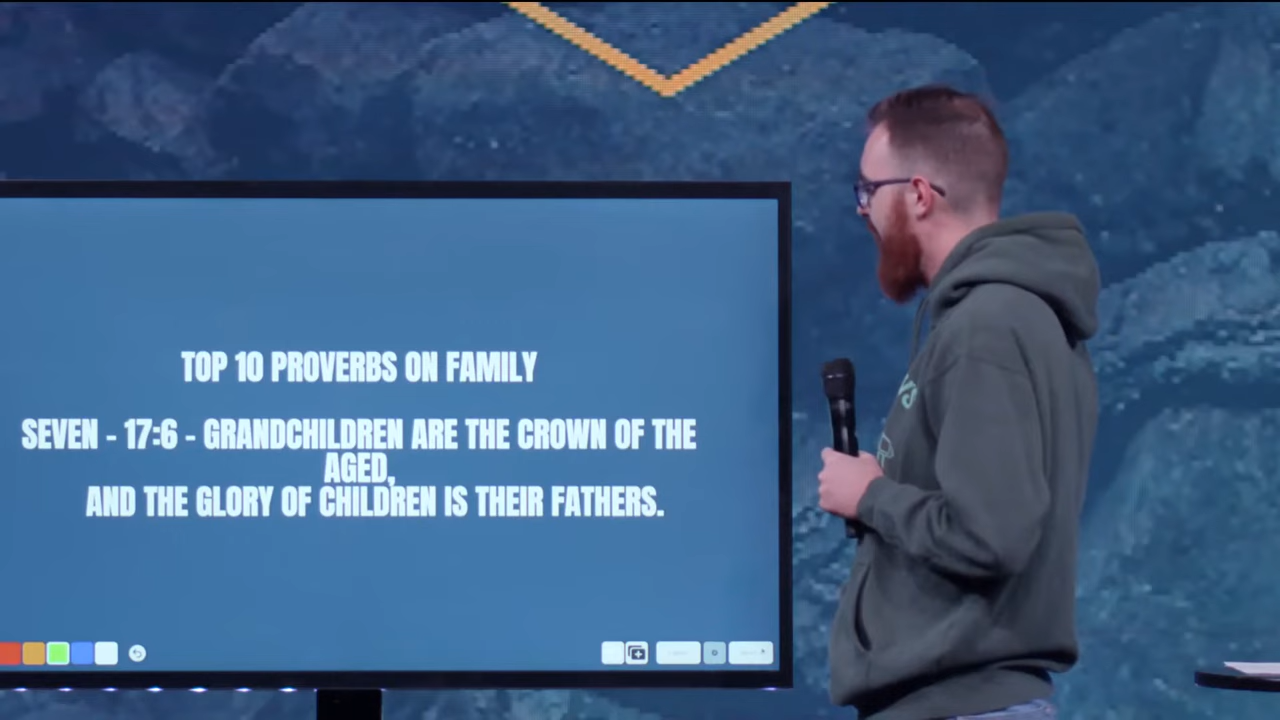 TOP 10 PROVERBS ON FAMILY
SEVEN - 17:6 - GRANDCHILDREN ARE THE CROWN OF THE
AGED,
AND THE GLORY OF CHILDREN IS THEIR FATHERS.